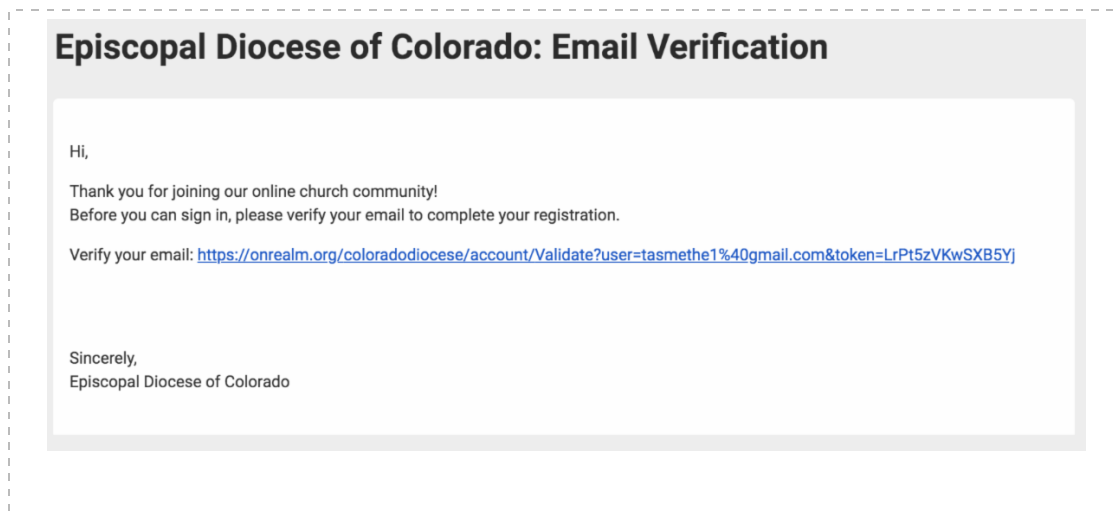 Episcopal Diocese of Colorado: Email Verification
Hi,
Thank you for joining our online church community!
Before you can sign in, please verify your email to complete your registration.
Verify your email: https://onrealm.org/coloradodiocese/account/Validate?user=tasmethe1%40gmail.com&token=LrPt5zVKwSXB5Yj
Sincerely,
Episcopal Diocese of Colorado